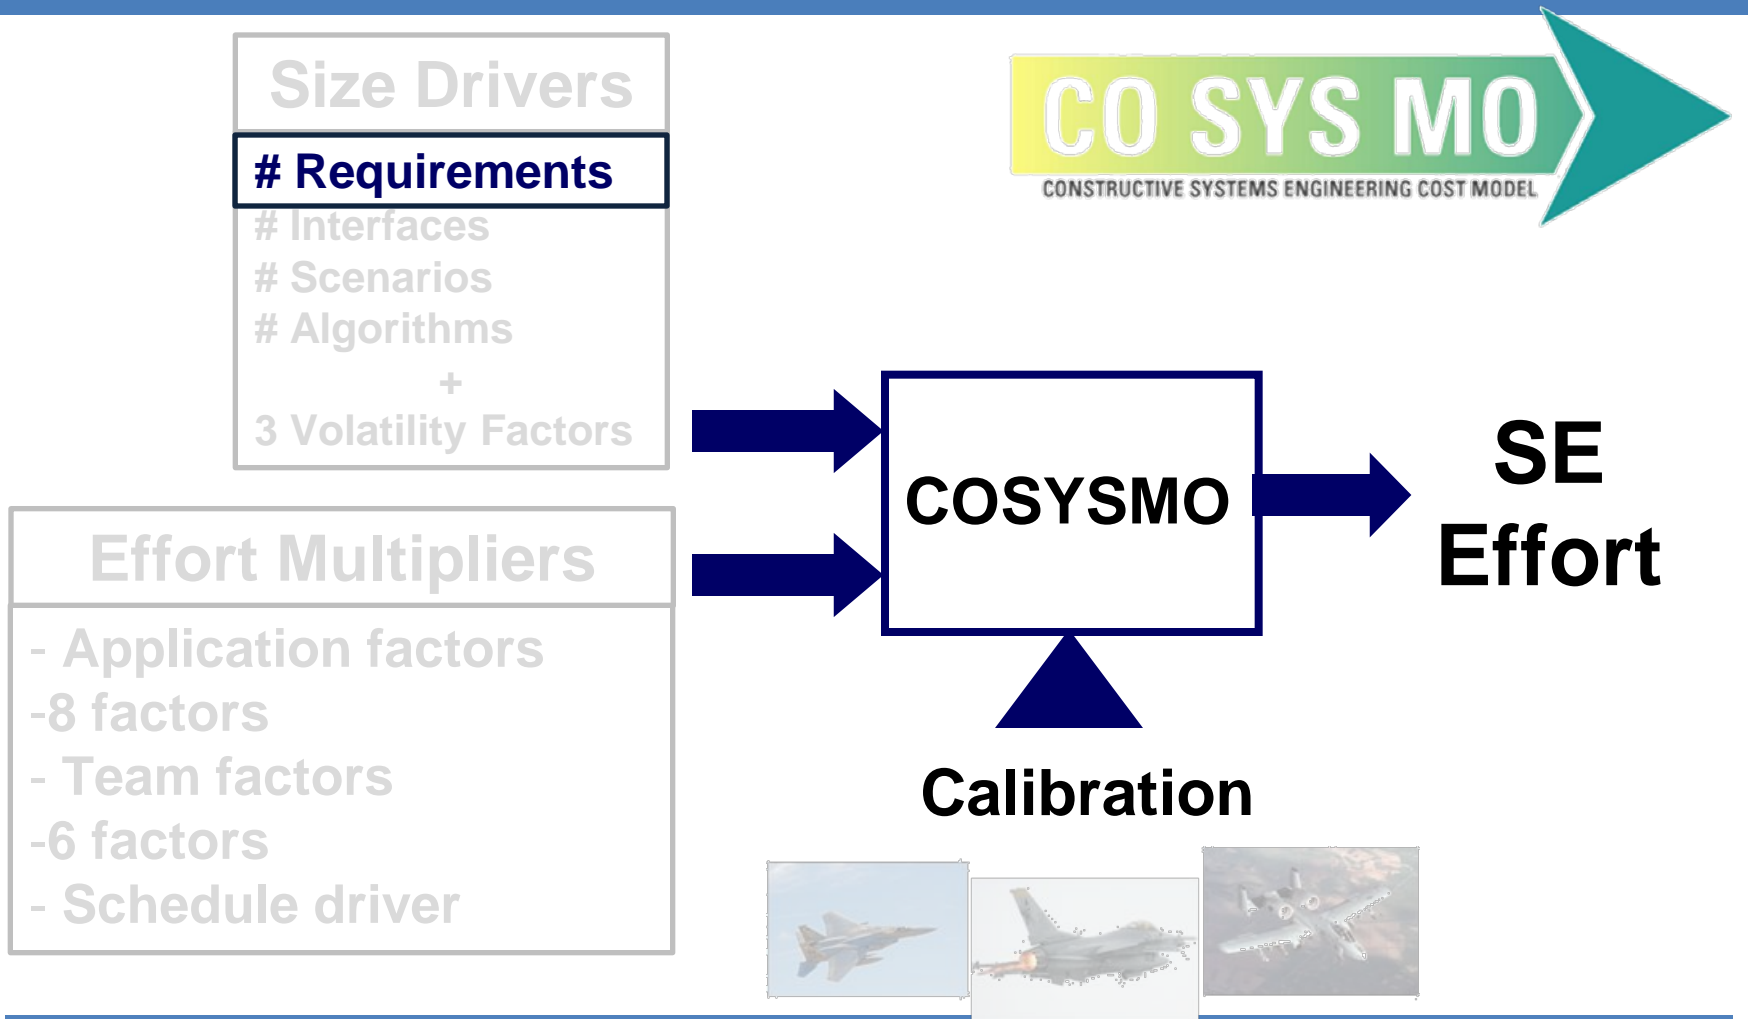 Size Drivers
# Requirements
# Interfaces
# Scenarios
# Algorithms
+
3 Volatility Factors
CO SYS MO
CONSTRUCTIVE SYSTEMS ENGINEERING COST MODEL
Effort Multipliers
- Application factors
-8 factors
- Team factors
-6 factors
- Schedule driver
COSYSMO
SE
Effort
Calibration